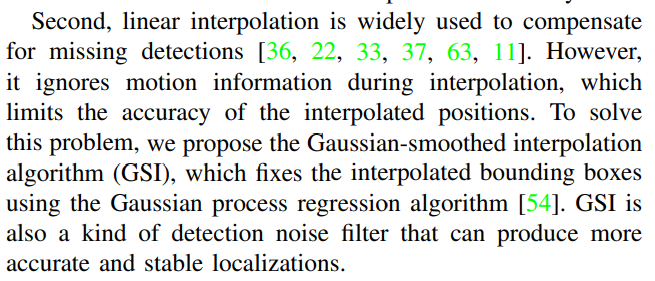 Second, linear interpolation is widely used to compensate
for missing detections [36, 22, 33, 37, 63, 11]. However,
it ignores motion information during interpolation, which
limits the accuracy of the interpolated positions. To solve
this problem, we propose the Gaussian-smoothed interpolation
algorithm (GSI), which fixes the interpolated bounding boxes
using the Gaussian process regression algorithm [54]. GSI is
also a kind of detection noise filter that can produce more
accurate and stable localizations.